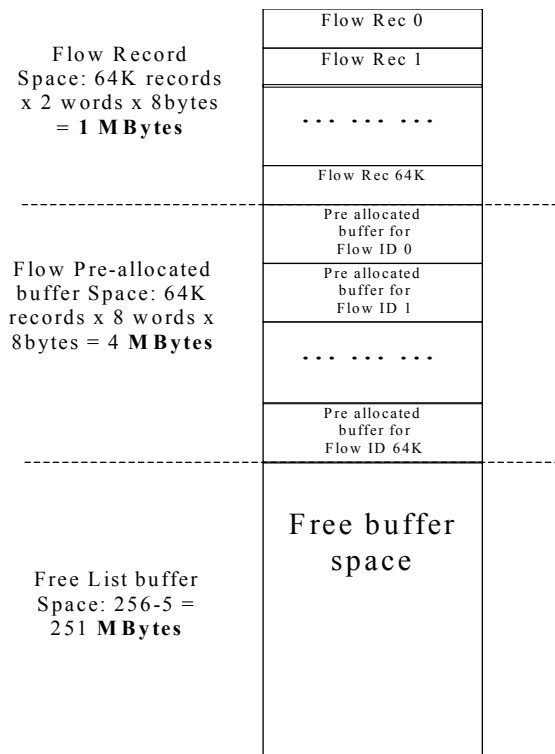 Flow Rec 0
Flow Record
Space: 64K records
x 2 words x 8bytes
= 1 MBytes
Flow Rec 1
... ... ...
Flow Rec 64K
Pre allocated
buffer for
Flow ID 0
Flow Pre-allocated
buffer Space: 64K
records x 8 words x
8bytes = 4 MBytes
Pre allocated
buffer for
Flow ID 1
... ... ...
Pre allocated
buffer for
Flow ID 64K
Free buffer
space
Free List buffer
Space: 256-5 =
251 MBytes